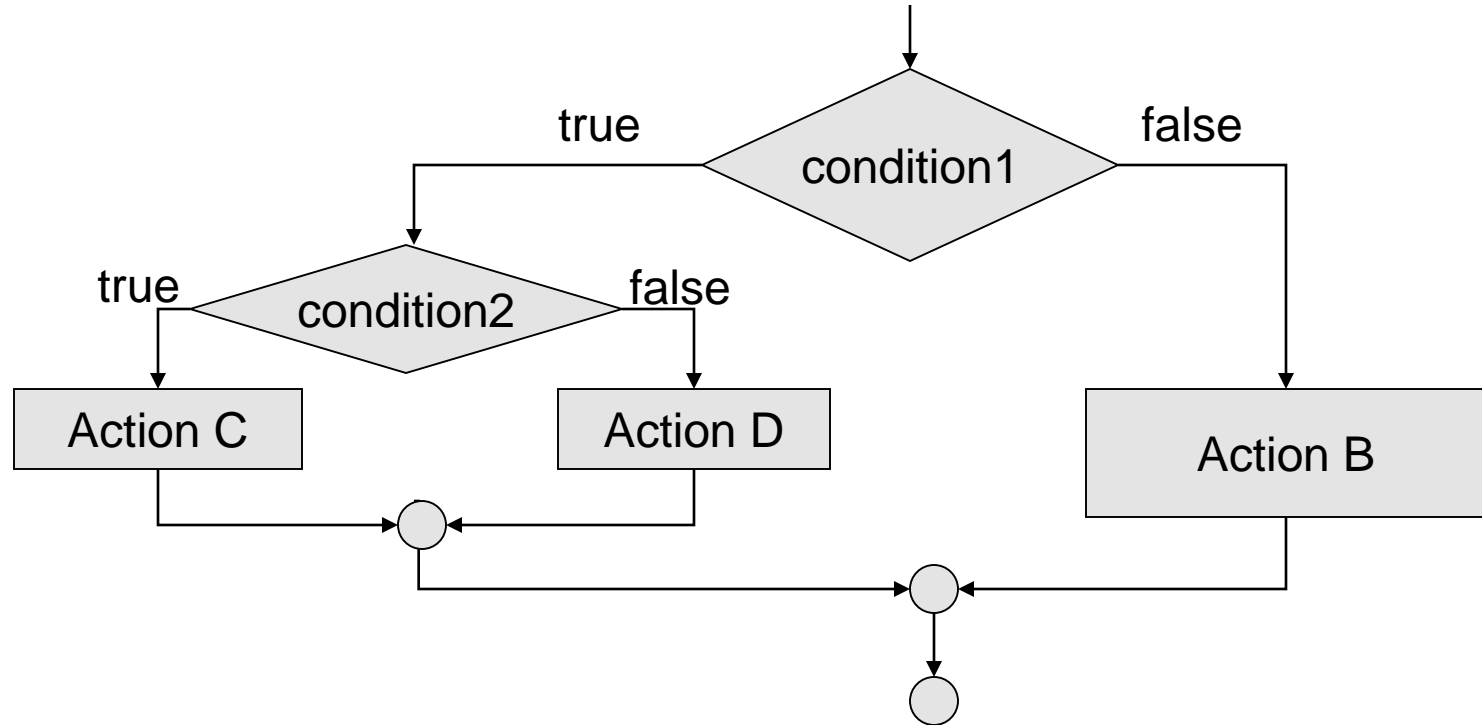 true
false
condition1
true
false
condition2
Action C
Action D
Action B